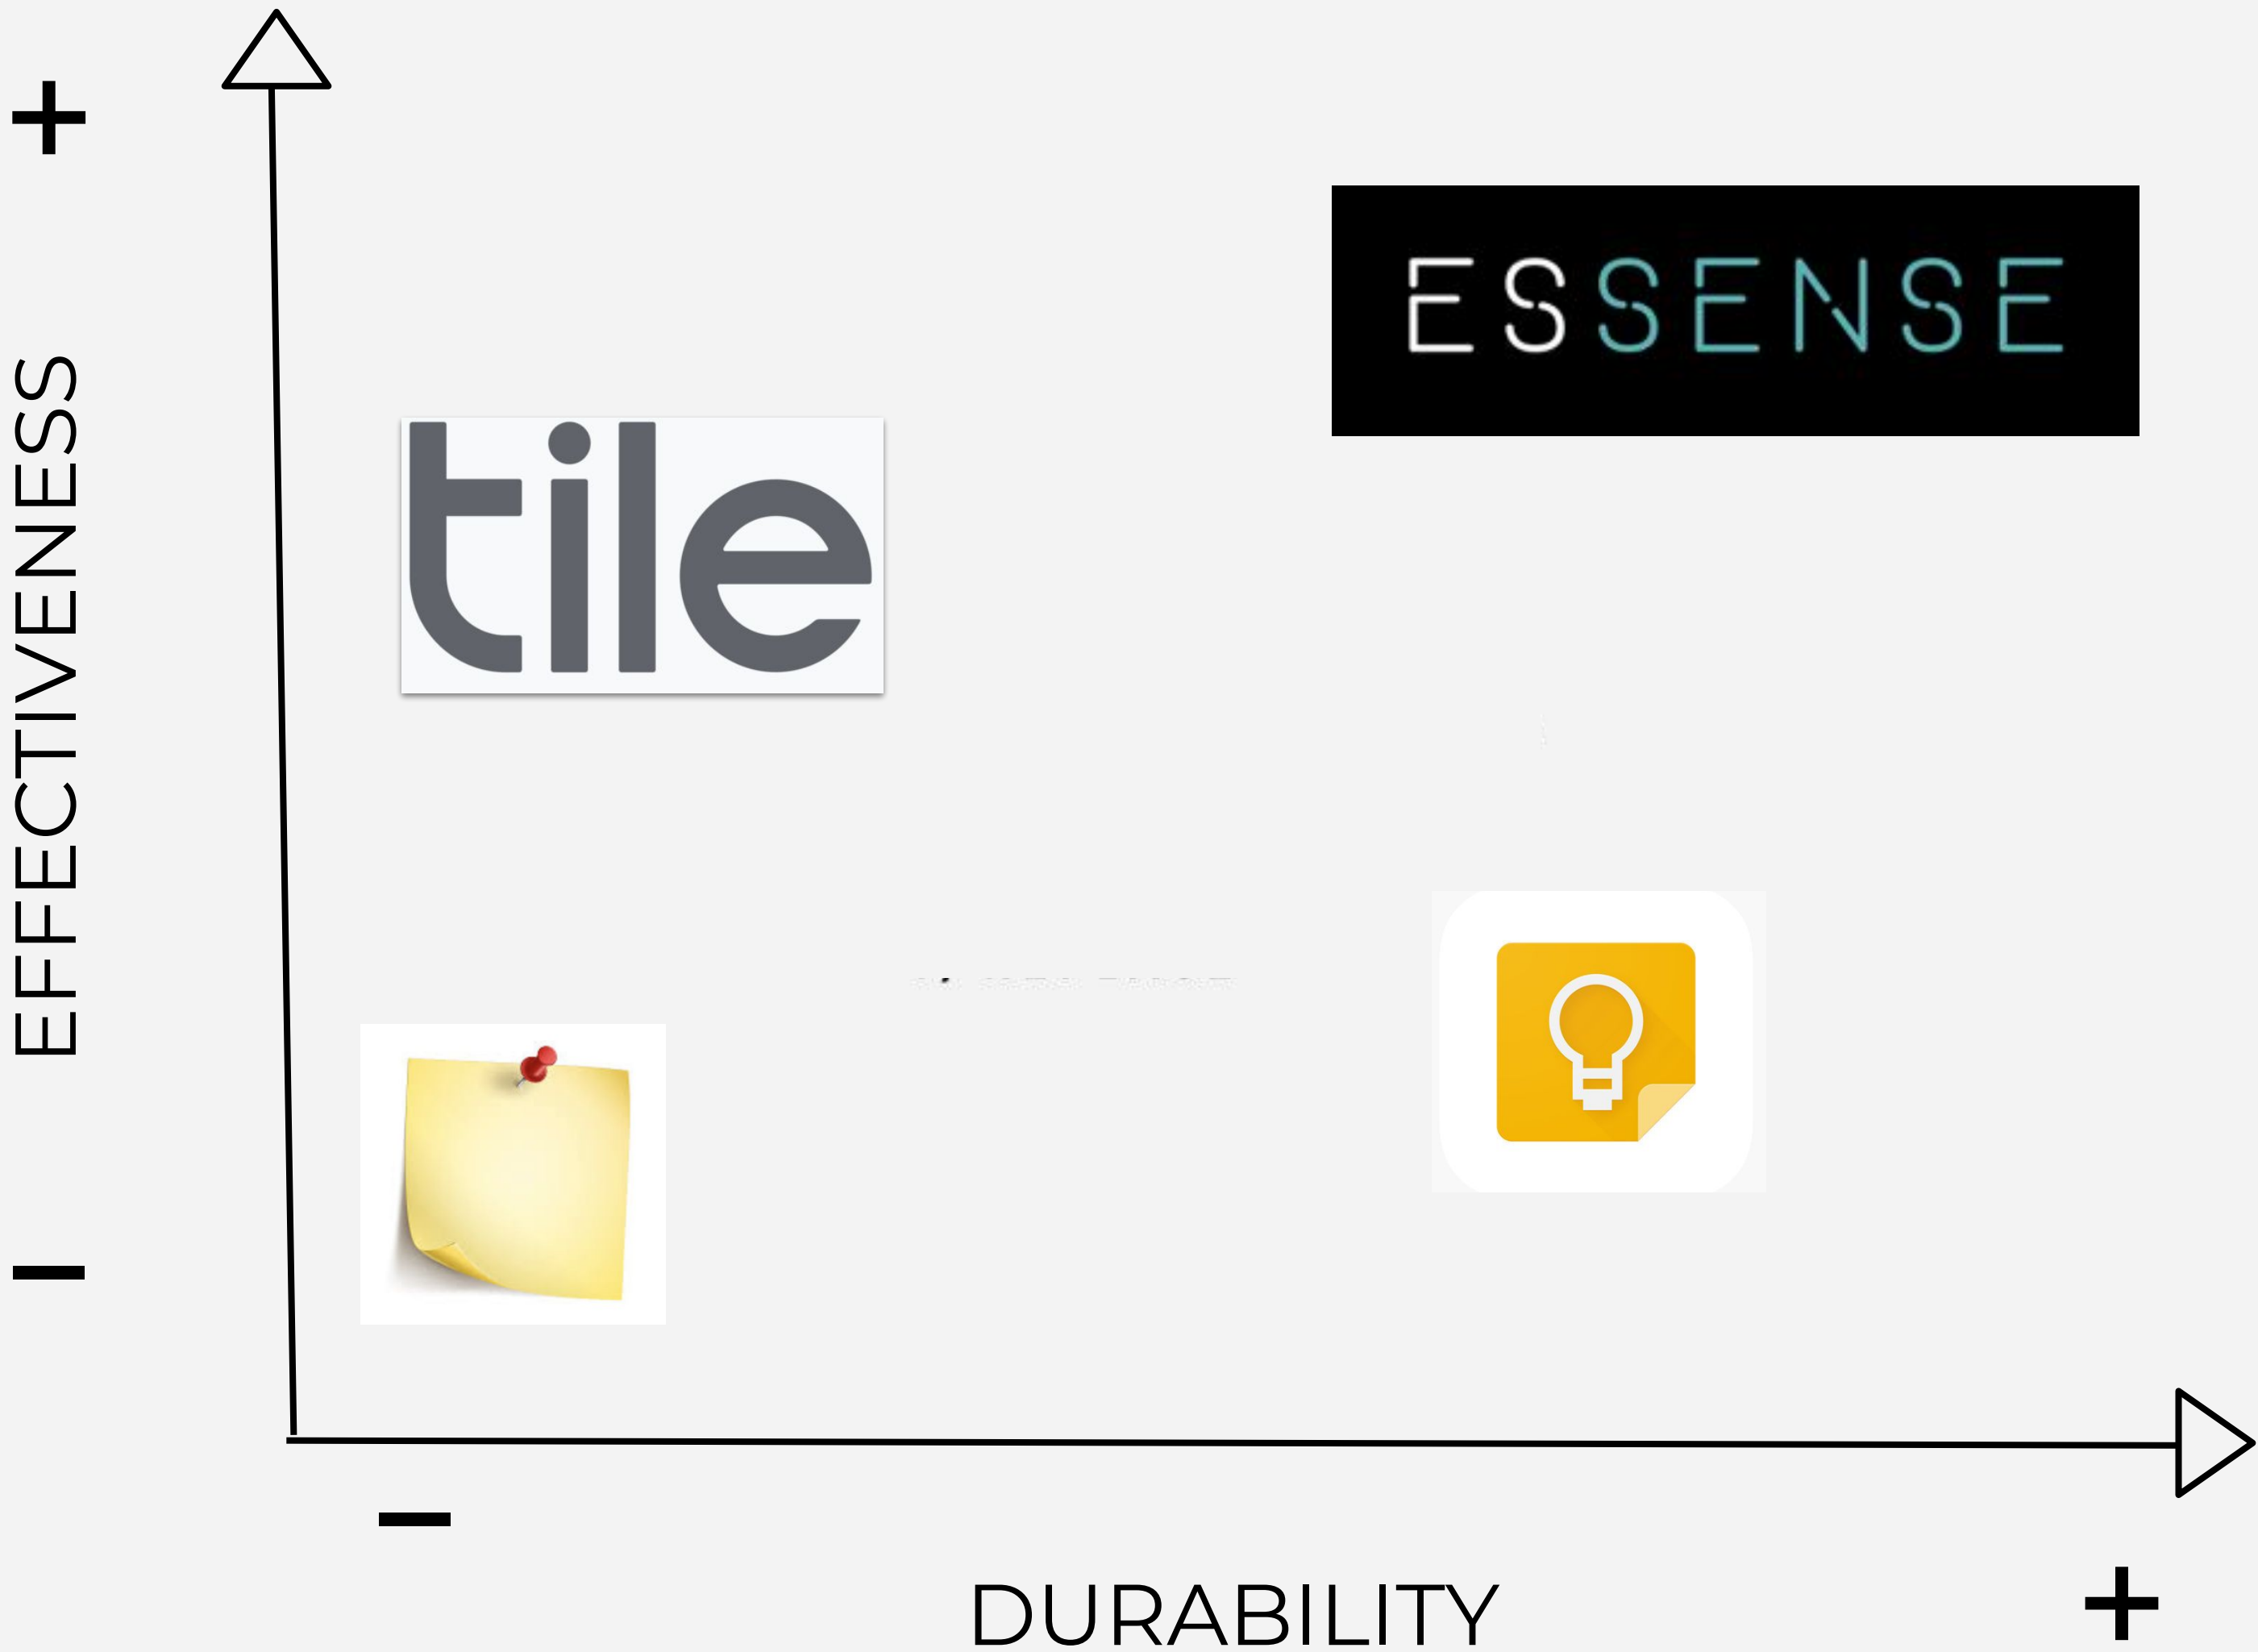 +
ESSENSE
tile
EFFECTIVENESS
-
-
DURABILITY
+